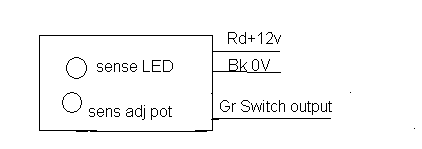 Rd+12v
sense LED
Bk 0V
sens adj pot
Gr Switch output